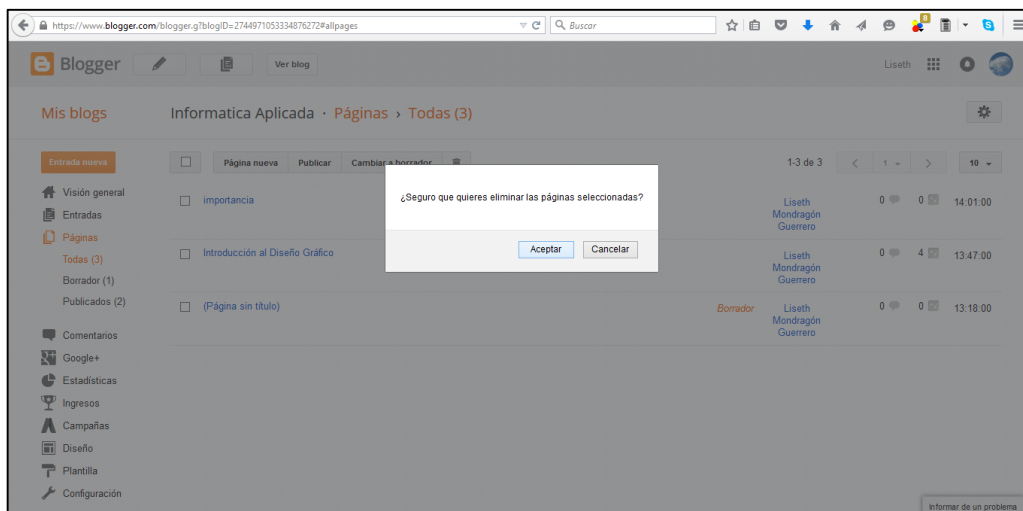 https://www.blogger.com/blogger.g?blogID=2744971053334876272#allpages
Buscar
8
Blogger
Ver blog
Liseth
Mis blogs
Informatica Aplicada · Páginas › Todas (3)
Entrada nueva
Página nueva Publicar Cambiar a borrador
1-3 de 3
1
10
¿Seguro que quieres eliminar las páginas seleccionadas?
Aceptar Cancelar
Visión general
Entradas
Páginas
Todas (3)
Borrador (1)
Publicados (2)
Comentarios
Google+
Estadísticas
Ingresos
Campañas
Diseño
Plantilla
Configuración
importancia
Liseth
Mondragón
Guerrero
0 0 14:01:00
Introducción al Diseño Gráfico
Liseth
Mondragón
Guerrero
0 4 13:47:00
(Página sin título)
Borrador
Liseth
Mondragón
Guerrero
0 0 13:18:00
Informar de un problema